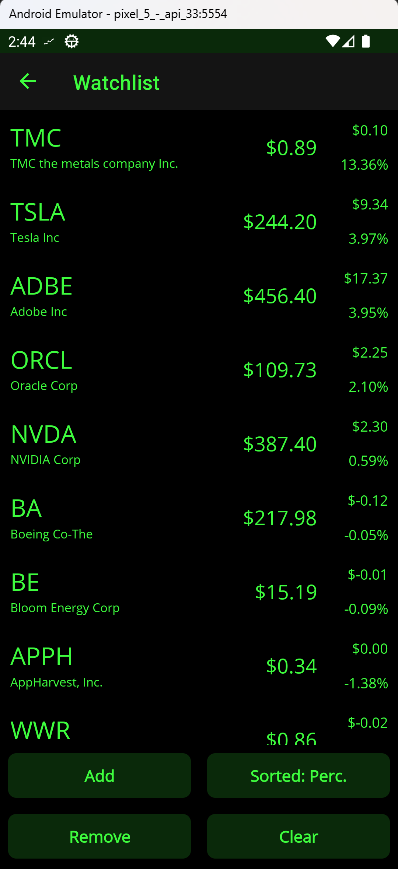 Android Emulator - pixel_5_-_api_33:5554
2:44
Watchlist
TMC $0.89 $0.10
TMC the metals company Inc. 13.36%
TSLA $244.20 $9.34
Tesla Inc 3.97%
ADBE $456.40 $17.37
Adobe Inc 3.95%
ORCL $109.73 $2.25
Oracle Corp 2.10%
NVDA $387.40 $2.30
NVIDIA Corp 0.59%
BA $217.98 $-0.12
Boeing Co-The -0.05%
BE $15.19 $-0.01
Bloom Energy Corp -0.09%
APPH $0.34 $0.00
AppHarvest, Inc. -1.38%
WWR $0.86 $-0.02
Add Sorted: Perc.
Remove Clear